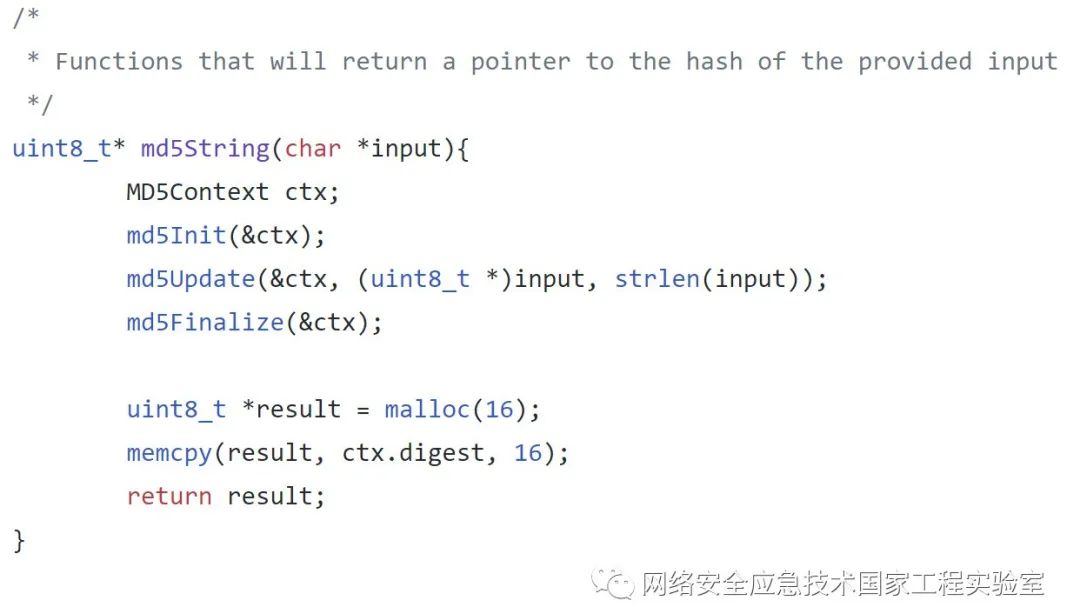 /*
 * Functions that will return a pointer to the hash of the provided input
 */
uint8_t* md5String(char *input){
        MD5Context ctx;
        md5Init(&ctx);
        md5Update(&ctx, (uint8_t *)input, strlen(input));
        md5Finalize(&ctx);

        uint8_t *result = malloc(16);
        memcpy(result, ctx.digest, 16);
        return result;
}
网络安全应急技术国家工程实验室